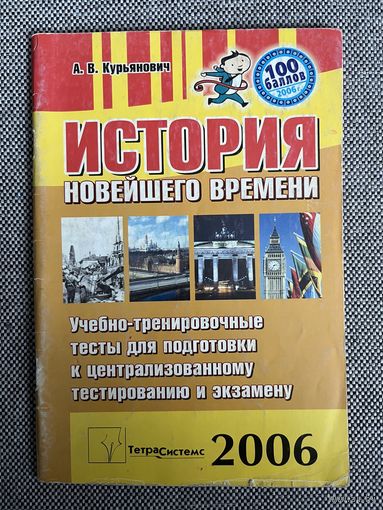 А. В. Курьянович
100
баллов
2006 г.
ИСТОРИЯ
НОВЕЙШЕГО ВРЕМЕНИ
Учебно-тренировочные
тесты для подготовки
к централизованному
тестированию и экзамену
ТетраСистемс
2006